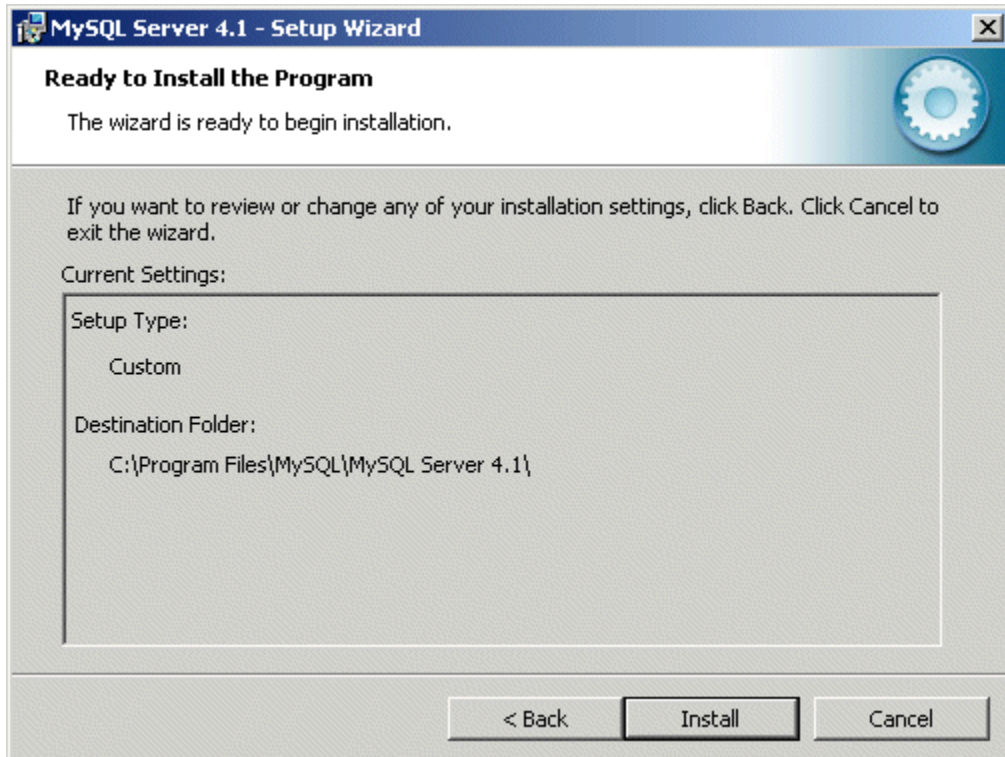 MySQL Server 4.1 - Setup Wizard
Ready to Install the Program
The wizard is ready to begin installation.
If you want to review or change any of your installation settings, click Back. Click Cancel to
exit the wizard.
Current Settings:
Setup Type:
Custom
Destination Folder:
C:\Program Files\MySQL\MySQL Server 4.1\
< Back
Install
Cancel